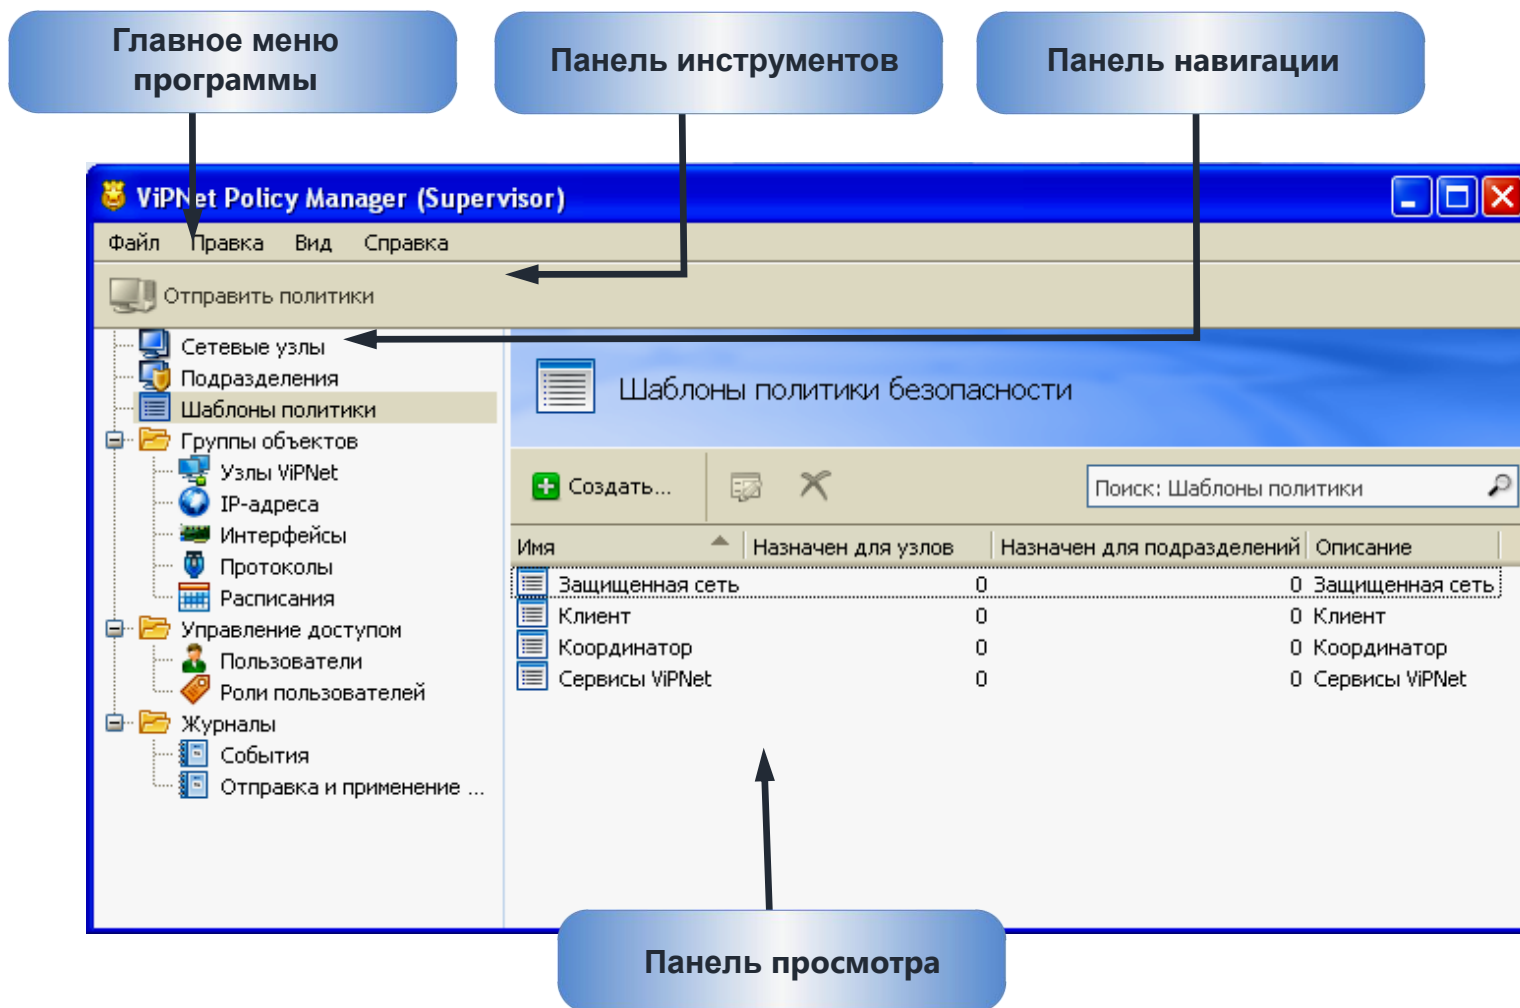 Главное меню
программы
Панель инструментов
Панель навигации
ViPNet Policy Manager (Supervisor)
Файл Правка Вид Справка
Отправить политики
Сетевые узлы
Подразделения
Шаблоны политики
Группы объектов
Узлы ViPNet
IP-адреса
Интерфейсы
Протоколы
Расписания
Управление доступом
Пользователи
Роли пользователей
Журналы
События
Отправка и применение ...
Шаблоны политики безопасности
Создать...
Поиск: Шаблоны политики
Имя Назначен для узлов Назначен для подразделений Описание
Защищенная сеть 0 0 Защищенная сеть
Клиент 0 0 Клиент
Координатор 0 0 Координатор
Сервисы ViPNet 0 0 Сервисы ViPNet
Панель просмотра